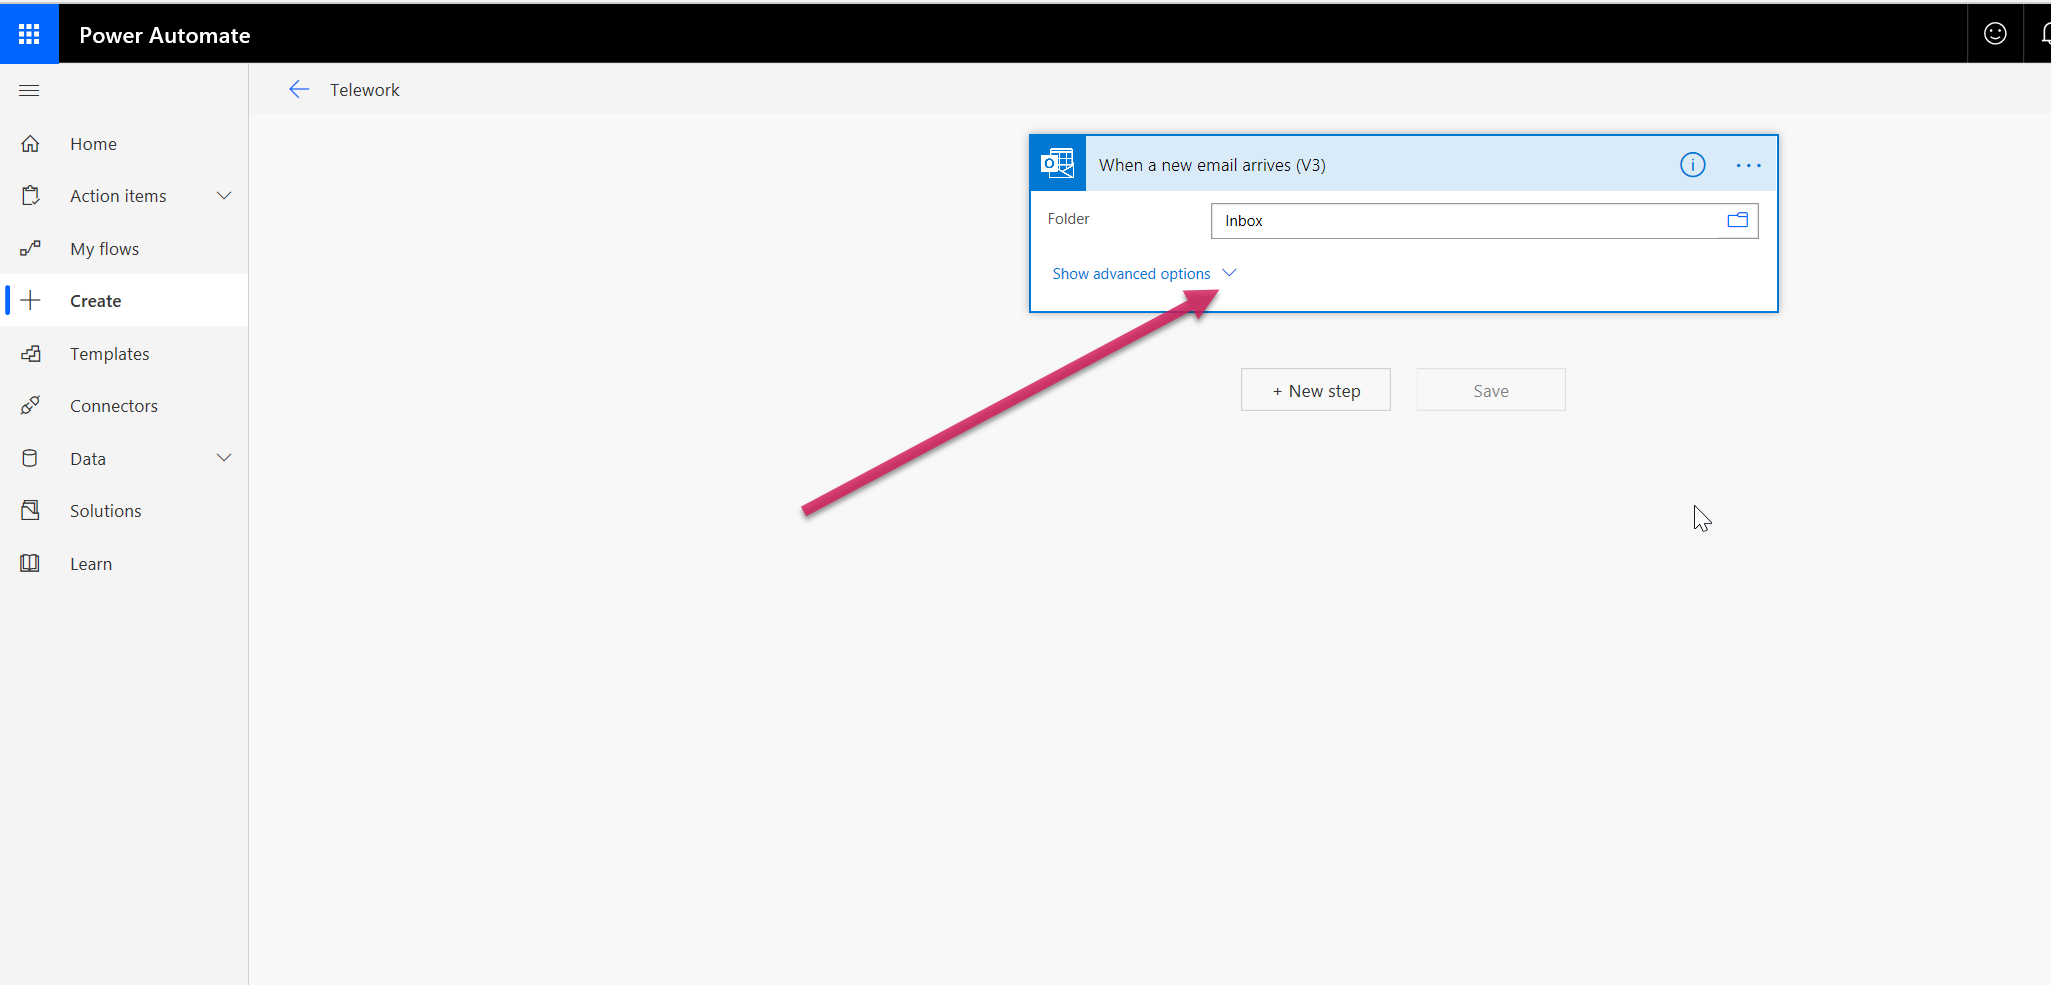 Power Automate
Telework
Home
Action items
My flows
Create
Templates
Connectors
Data
Solutions
Learn
When a new email arrives (V3)
Folder
Inbox
Show advanced options
+ New step
Save